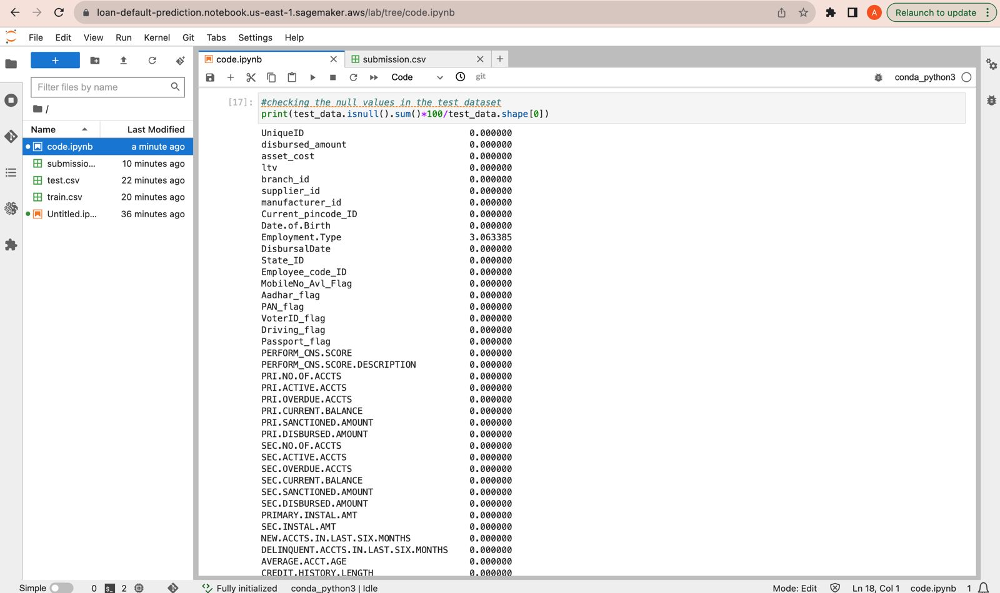 loan-default-prediction.notebook.us-east-1.sagemaker.aws/lab/tree/code.ipynb
A
Relaunch to update
File Edit View Run Kernel Git Tabs Settings Help
+
code.ipynb
submission.csv
+
Filter files by name
Code
git
conda_python3
/
Name Last Modified
code.ipynb a minute ago
submissio... 10 minutes ago
test.csv 22 minutes ago
train.csv 20 minutes ago
Untitled.ip... 36 minutes ago
[17]: #checking the null values in the test dataset
print(test_data.isnull().sum()*100/test_data.shape[0])
UniqueID 0.000000
disbursed_amount 0.000000
asset_cost 0.000000
ltv 0.000000
branch_id 0.000000
supplier_id 0.000000
manufacturer_id 0.000000
Current_pincode_ID 0.000000
Date.of.Birth 0.000000
Employment.Type 3.063385
DisbursalDate 0.000000
State_ID 0.000000
Employee_code_ID 0.000000
MobileNo_Avl_Flag 0.000000
Aadhar_flag 0.000000
PAN_flag 0.000000
VoterID_flag 0.000000
Driving_flag 0.000000
Passport_flag 0.000000
PERFORM_CNS.SCORE 0.000000
PERFORM_CNS.SCORE.DESCRIPTION 0.000000
PRI.NO.OF.ACCTS 0.000000
PRI.ACTIVE.ACCTS 0.000000
PRI.OVERDUE.ACCTS 0.000000
PRI.CURRENT.BALANCE 0.000000
PRI.SANCTIONED.AMOUNT 0.000000
PRI.DISBURSED.AMOUNT 0.000000
SEC.NO.OF.ACCTS 0.000000
SEC.ACTIVE.ACCTS 0.000000
SEC.OVERDUE.ACCTS 0.000000
SEC.CURRENT.BALANCE 0.000000
SEC.SANCTIONED.AMOUNT 0.000000
SEC.DISBURSED.AMOUNT 0.000000
PRIMARY.INSTAL.AMT 0.000000
SEC.INSTAL.AMT 0.000000
NEW.ACCTS.IN.LAST.SIX.MONTHS 0.000000
DELINQUENT.ACCTS.IN.LAST.SIX.MONTHS 0.000000
AVERAGE.ACCT.AGE 0.000000
CREDIT.HISTORY.LENGTH 0.000000
Simple 0 2 Fully initialized conda_python3 | Idle Mode: Edit Ln 18, Col 1 code.ipynb 1